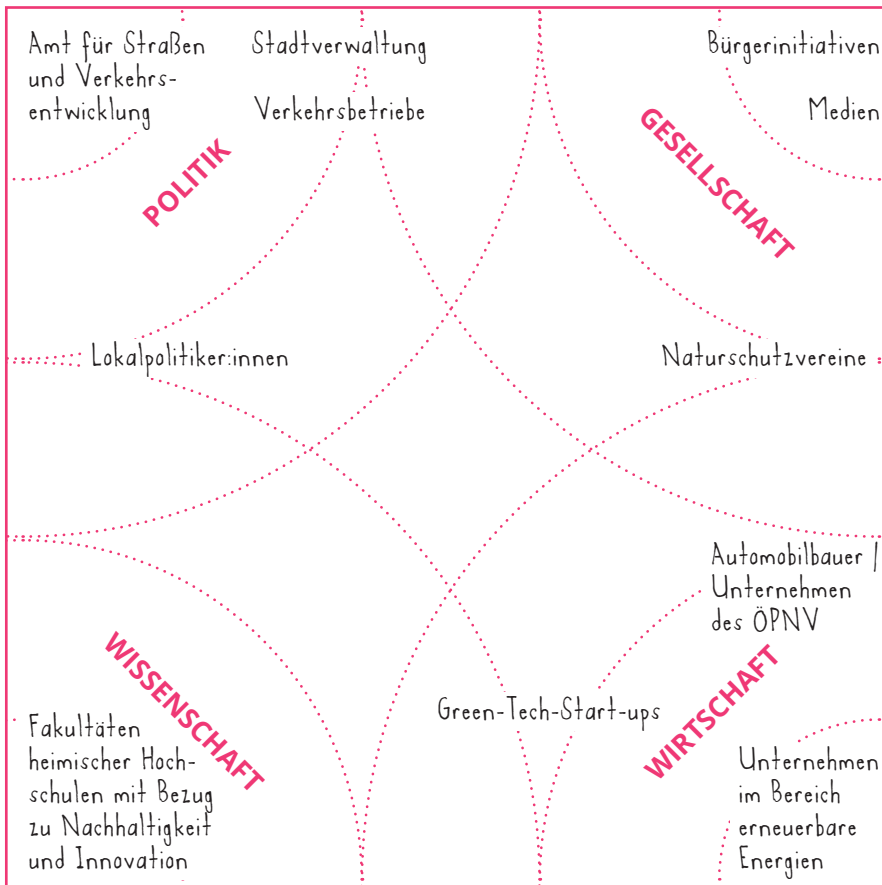 Amt für Straßen
und Verkehrs-
entwicklung
Stadtverwaltung
Verkehrsbetriebe
POLITIK
Lokalpolitiker:innen
Bürgerinitiativen
Medien
GESELLSCHAFT
Naturschutzvereine
WISSENSCHAFT
Fakultäten
heimischer Hoch-
schulen mit Bezug
zu Nachhaltigkeit
und Innovation
Automobilbauer /
Unternehmen
des ÖPNV
WIRTSCHAFT
Green-Tech-Start-ups
Unternehmen
im Bereich
erneuerbare
Energien